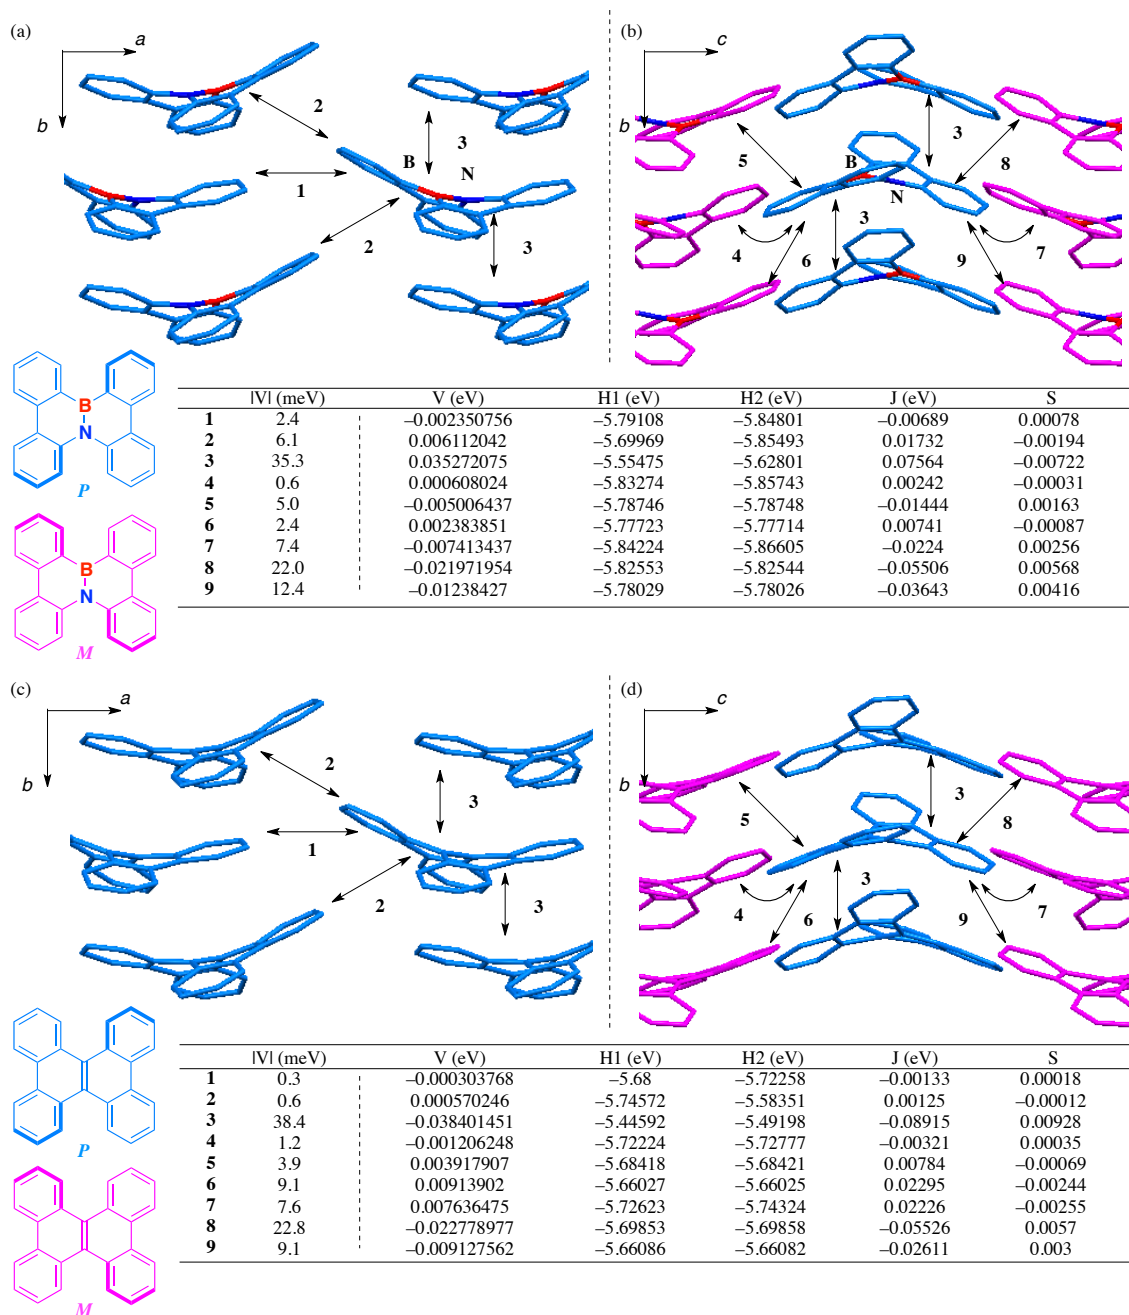 (a)
a
b
2
3
B
N
1
2
3
(b)
c
b
3
5
8
B
N
3
4
6
9
7
B
N
P
B
N
M
|V| (meV) V (eV) H1 (eV) H2 (eV) J (eV) S
1 2.4 −0.002350756 −5.79108 −5.84801 −0.00689 0.00078
2 6.1 0.006112042 −5.69969 −5.85493 0.01732 −0.00194
3 35.3 0.035272075 −5.55475 −5.62801 0.07564 −0.00722
4 0.6 0.000608024 −5.83274 −5.85743 0.00242 −0.00031
5 5.0 −0.005006437 −5.78746 −5.78748 −0.01444 0.00163
6 2.4 0.002383851 −5.77723 −5.77714 0.00741 −0.00087
7 7.4 −0.007413437 −5.84224 −5.86605 −0.0224 0.00256
8 22.0 −0.021971954 −5.82553 −5.82544 −0.05506 0.00568
9 12.4 −0.01238427 −5.78029 −5.78026 −0.03643 0.00416
(c)
a
b
2
3
1
2
3
(d)
c
b
3
5
8
3
4
6
9
7
P
M
|V| (meV) V (eV) H1 (eV) H2 (eV) J (eV) S
1 0.3 −0.000303768 −5.68 −5.72258 −0.00133 0.00018
2 0.6 0.000570246 −5.74572 −5.58351 0.00125 −0.00012
3 38.4 −0.038401451 −5.44592 −5.49198 −0.08915 0.00928
4 1.2 −0.001206248 −5.72224 −5.72777 −0.00321 0.00035
5 3.9 0.003917907 −5.68418 −5.68421 0.00784 −0.00069
6 9.1 0.00913902 −5.66027 −5.66025 0.02295 −0.00244
7 7.6 0.007636475 −5.72623 −5.74324 0.02226 −0.00255
8 22.8 −0.022778977 −5.69853 −5.69858 −0.05526 0.0057
9 9.1 −0.009127562 −5.66086 −5.66082 −0.02611 0.003